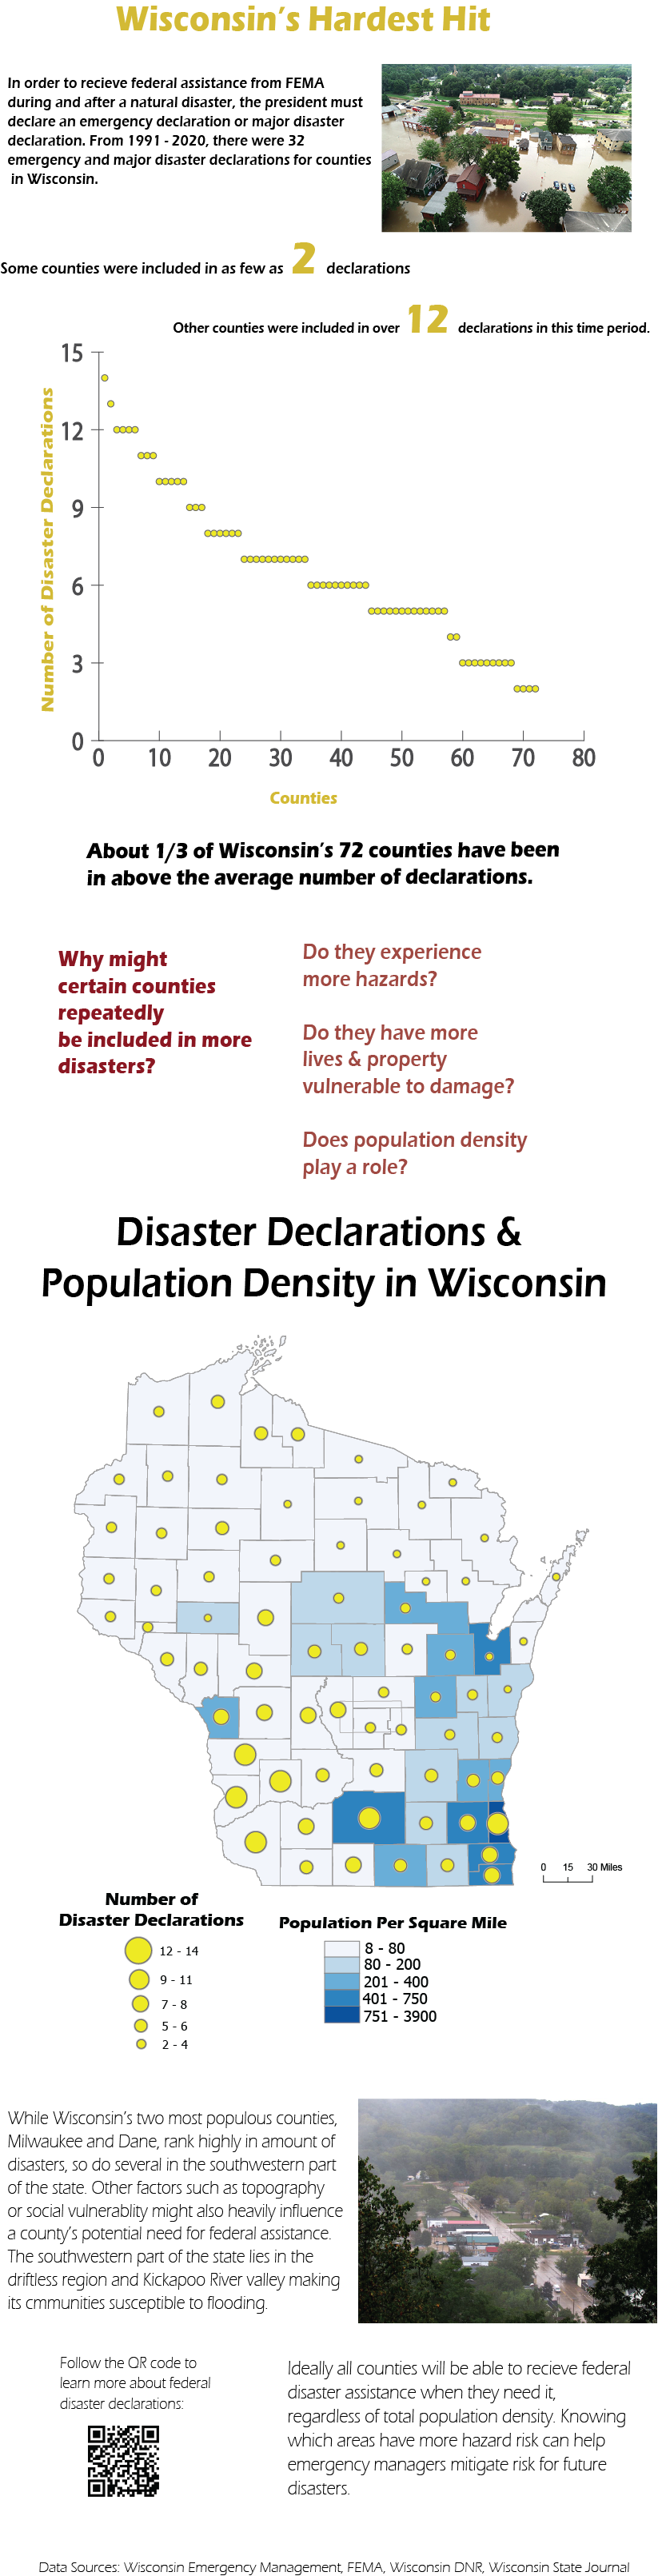 Wisconsin's Hardest Hit
In order to recieve federal assistance from FEMA
during and after a natural disaster, the president must
declare an emergency declaration or major disaster
declaration. From 1991 - 2020, there were 32
emergency and major disaster declarations for counties
in Wisconsin.
Some counties were included in as few as 2 declarations
Other counties were included in over 12 declarations in this time period.
Number of Disaster Declarations
15
12
9
6
3
0
0 10 20 30 40 50 60 70 80
Counties
About 1/3 of Wisconsin's 72 counties have been
in above the average number of declarations.
Why might
certain counties
repeatedly
be included in more
disasters?
Do they experience
more hazards?
Do they have more
lives & property
vulnerable to damage?
Does population density
play a role?
Disaster Declarations &
Population Density in Wisconsin
0 15 30 Miles
Number of
Disaster Declarations
12 - 14
9 - 11
7 - 8
5 - 6
2 - 4
Population Per Square Mile
8 - 80
80 - 200
201 - 400
401 - 750
751 - 3900
While Wisconsin's two most populous counties,
Milwaukee and Dane, rank highly in amount of
disasters, so do several in the southwestern part
of the state. Other factors such as topography
or social vulnerablity might also heavily influence
a county's potential need for federal assistance.
The southwestern part of the state lies in the
driftless region and Kickapoo River valley making
its cmmunities susceptible to flooding.
Follow the QR code to
learn more about federal
disaster declarations:
Ideally all counties will be able to recieve federal
disaster assistance when they need it,
regardless of total population density. Knowing
which areas have more hazard risk can help
emergency managers mitigate risk for future
disasters.
Data Sources: Wisconsin Emergency Management, FEMA, Wisconsin DNR, Wisconsin State Journal